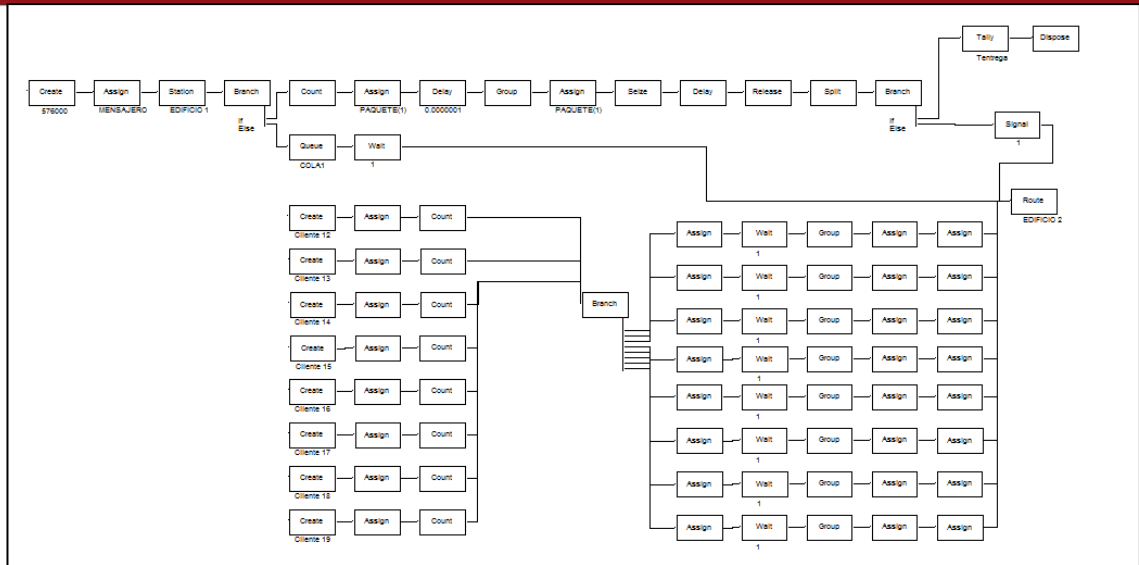 Tally
Dispose
Tentrega
Create
Assign
Station
Branch
Count
Assign
Delay
Group
Assign
Seize
Delay
Release
Split
Branch
576000
MENSAJERO
EDIFICIO 1
PAQUETE(1)
0.0000001
PAQUETE(1)
If
Else
If
Else
Signal
1
Queue
Wait
COLA1
1
Route
EDIFICIO 2
Create
Assign
Count
Cliente 12
Assign
Wait
Group
Assign
Assign
1
Create
Assign
Count
Cliente 13
Assign
Wait
Group
Assign
Assign
1
Create
Assign
Count
Cliente 14
Branch
Assign
Wait
Group
Assign
Assign
1
Create
Assign
Count
Cliente 15
Assign
Wait
Group
Assign
Assign
1
Create
Assign
Count
Cliente 16
Assign
Wait
Group
Assign
Assign
1
Create
Assign
Count
Cliente 17
Assign
Wait
Group
Assign
Assign
1
Create
Assign
Count
Cliente 18
Assign
Wait
Group
Assign
Assign
1
Create
Assign
Count
Cliente 19
Assign
Wait
Group
Assign
Assign
1